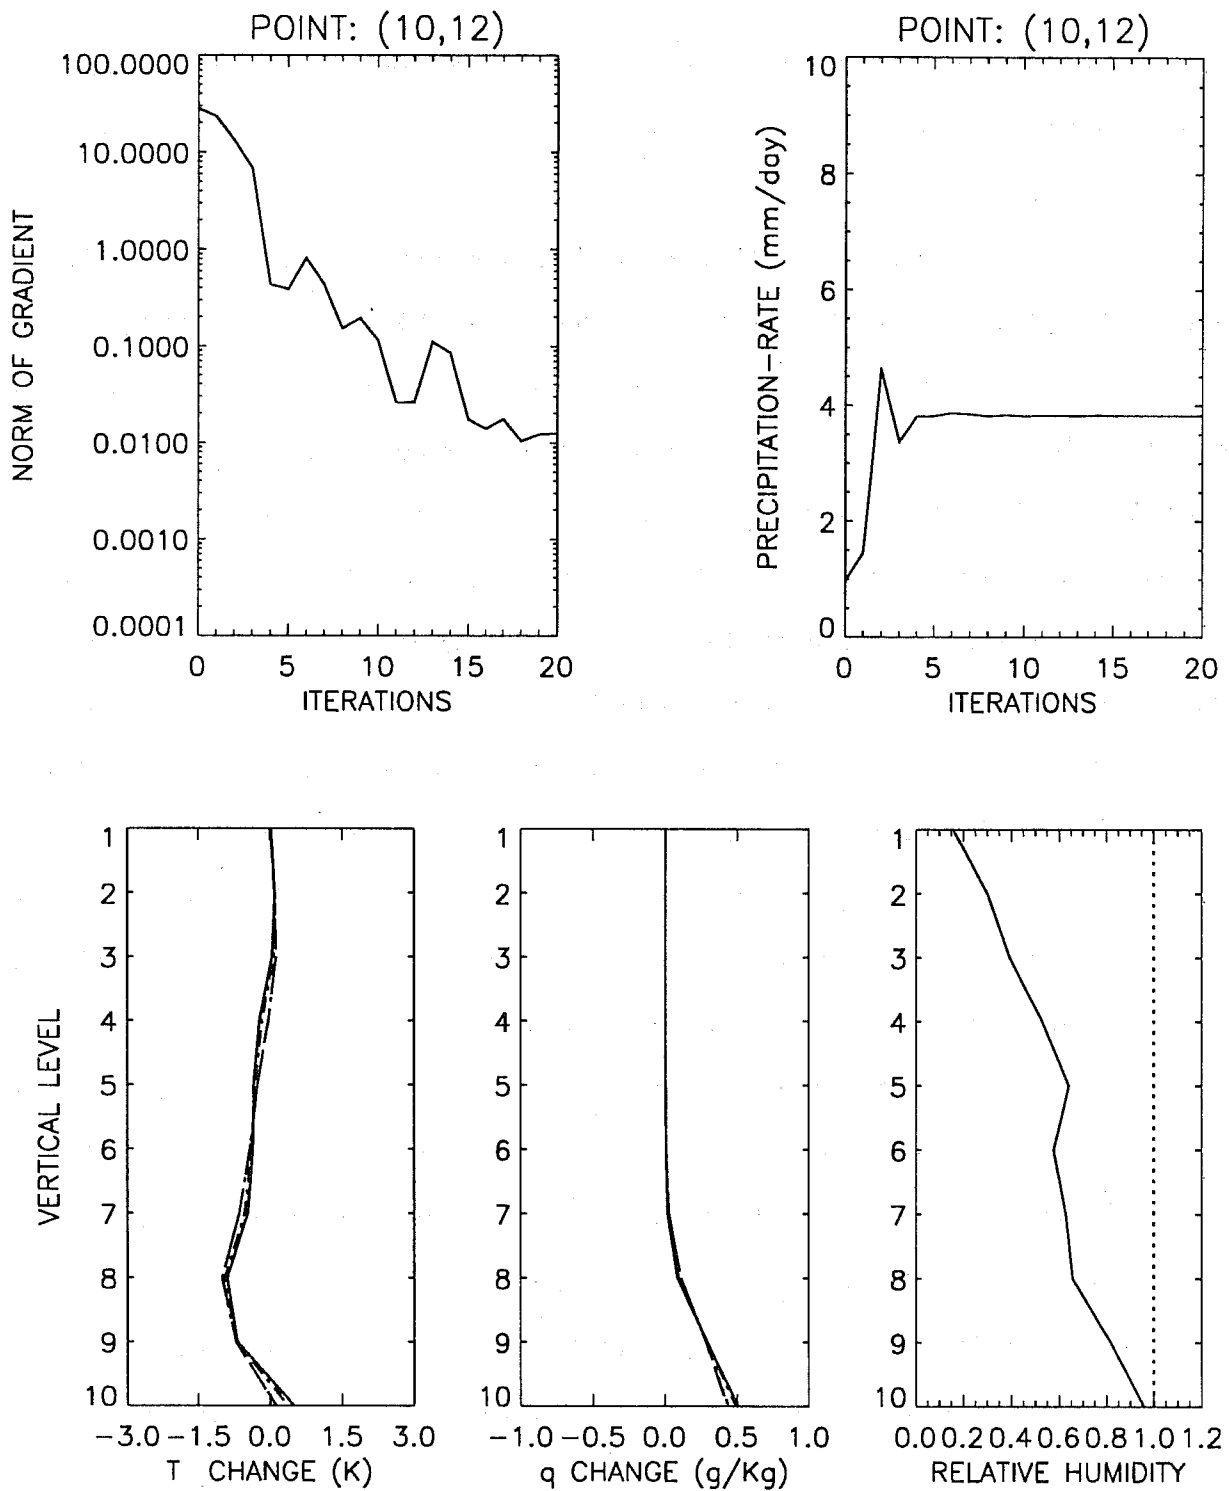 POINT: (10,12)
100.0000
10.0000
1.0000
0.1000
0.0100
0.0010
0.0001
NORM OF GRADIENT
0 5 10 15 20
ITERATIONS
POINT: (10,12)
10
8
6
4
2
0
PRECIPITATION-RATE (mm/day)
0 5 10 15 20
ITERATIONS
1
2
3
4
5
6
7
8
9
10
VERTICAL LEVEL
-3.0 -1.5 0.0 1.5 3.0
T CHANGE (K)
1
2
3
4
5
6
7
8
9
10
-1.0 -0.5 0.0 0.5 1.0
q CHANGE (g/Kg)
1
2
3
4
5
6
7
8
9
10
0.0 0.2 0.4 0.6 0.8 1.0 1.2
RELATIVE HUMIDITY